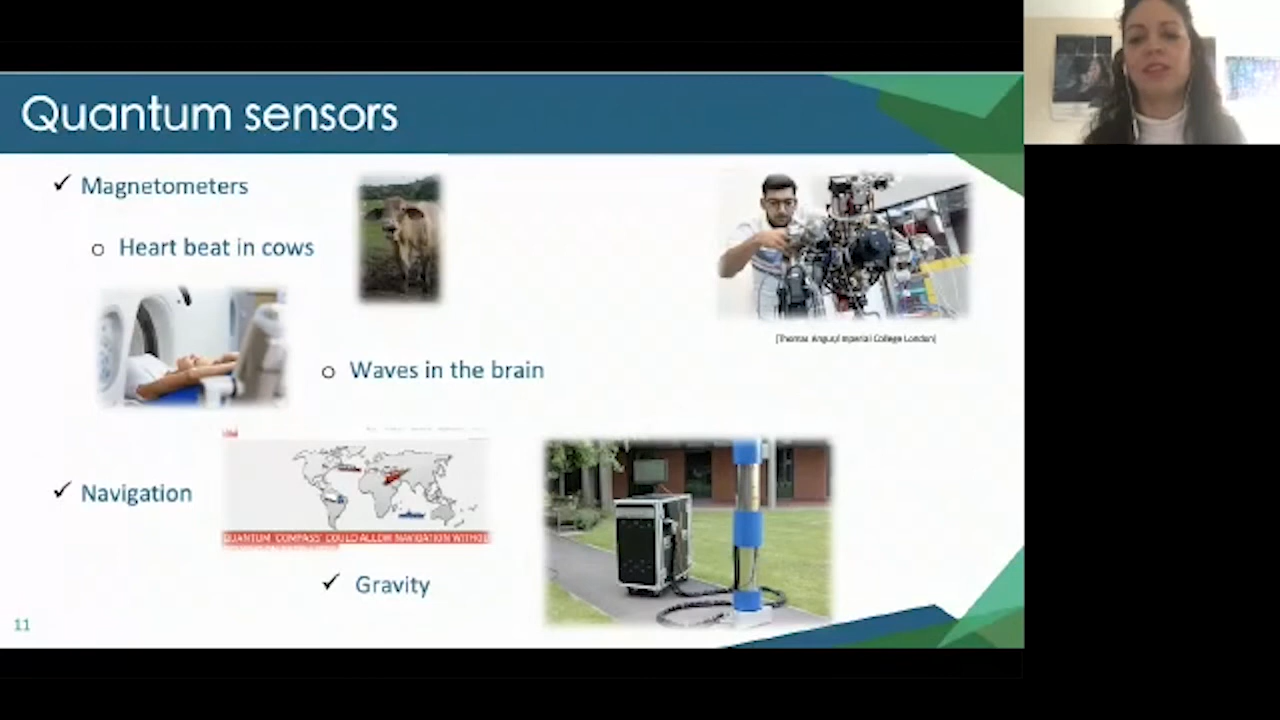 Quantum sensors
✓ Magnetometers
o Heart beat in cows
[Thomas Angus/ Imperial College London]
o Waves in the brain
✓ Navigation
QUANTUM 'COMPASS' COULD ALLOW NAVIGATION WITHOU
✓ Gravity
11